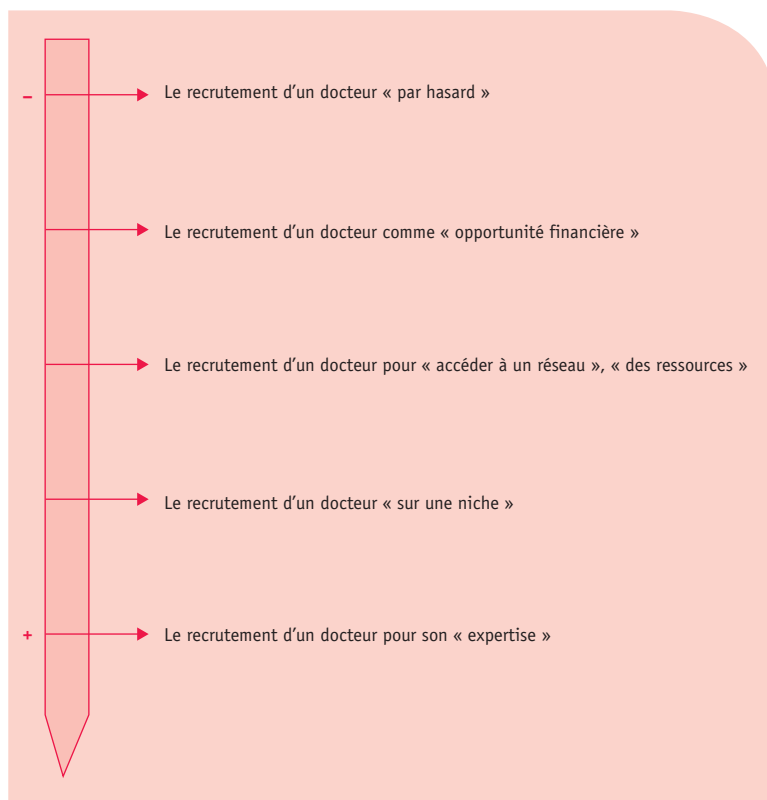 – Le recrutement d’un docteur « par hasard »
Le recrutement d’un docteur comme « opportunité financière »
Le recrutement d’un docteur pour « accéder à un réseau », « des ressources »
Le recrutement d’un docteur « sur une niche »
+ Le recrutement d’un docteur pour son « expertise »